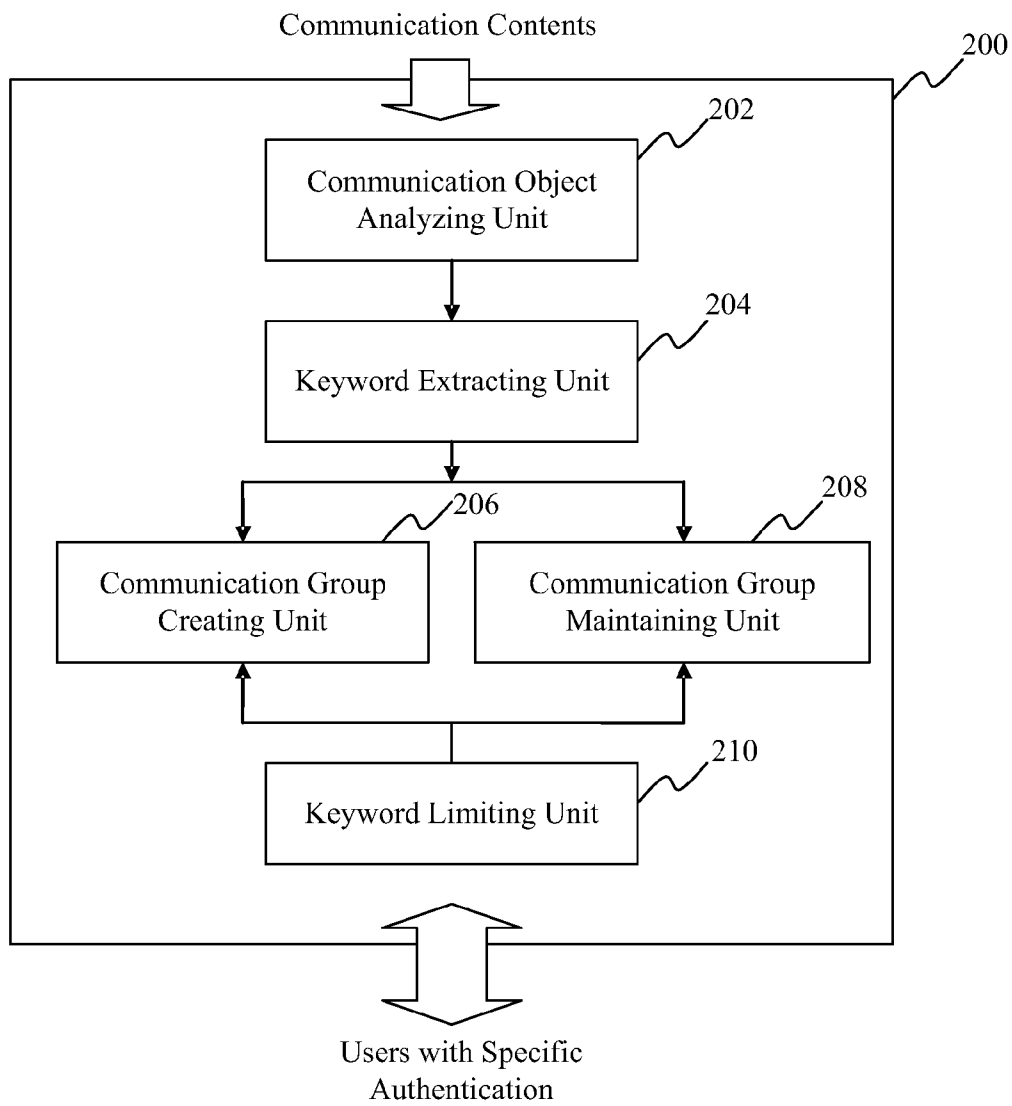 Communication Contents
200
202
Communication Object
Analyzing Unit
204
Keyword Extracting Unit
206
208
Communication Group
Creating Unit
Communication Group
Maintaining Unit
210
Keyword Limiting Unit
Users with Specific
Authentication